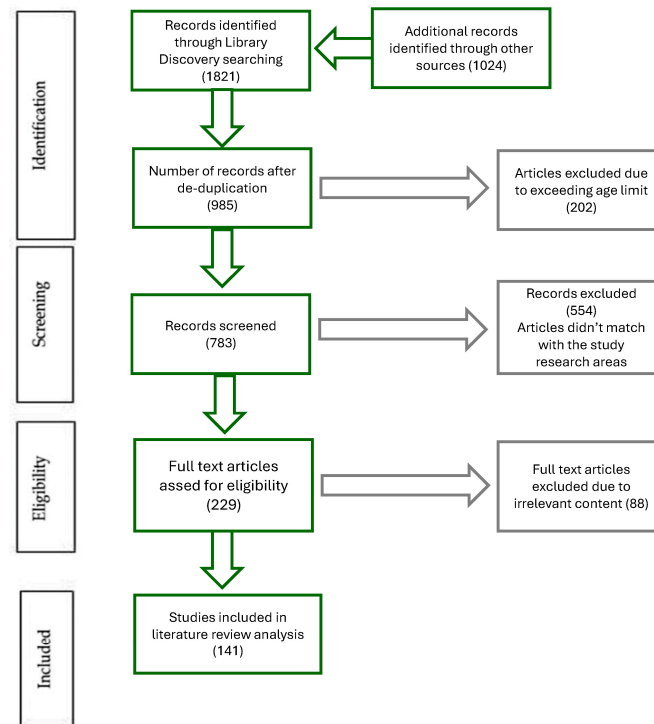 Identification
Records identified
through Library
Discovery searching
(1821)
Additional records
identified through other
sources (1024)
Number of records after
de-duplication
(985)
Articles excluded due
to exceeding age limit
(202)
Screening
Records screened
(783)
Records excluded
(554)
Articles didn't match
with the study
research areas
Eligibility
Full text articles
assed for eligibility
(229)
Full text articles
excluded due to
irrelevant content (88)
Included
Studies included in
literature review analysis
(141)